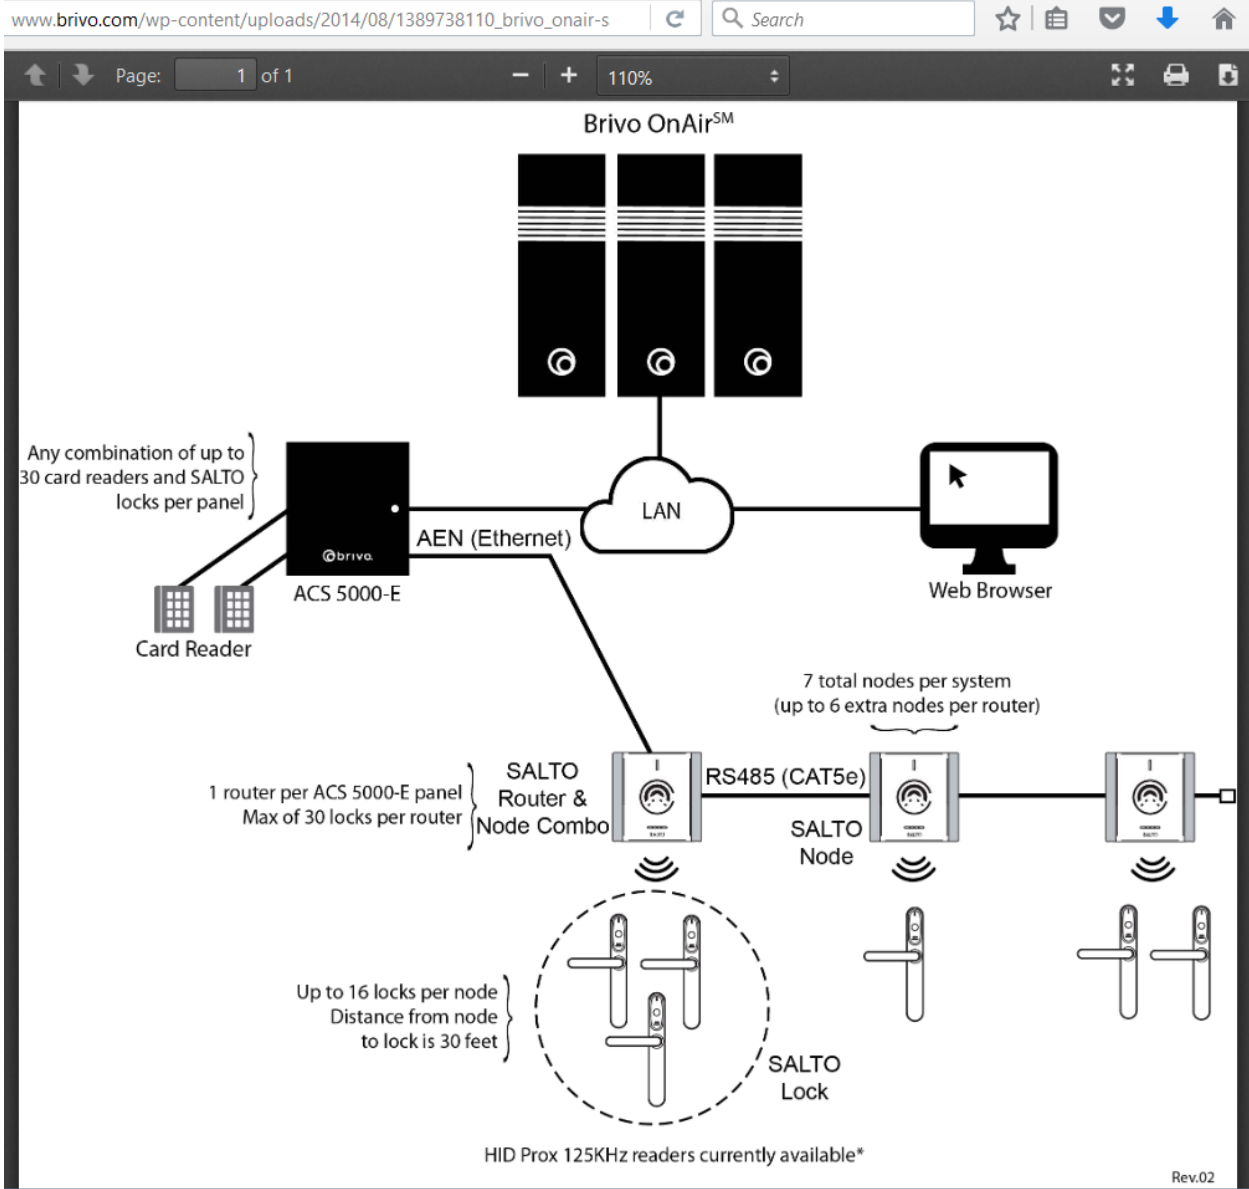 www.brivo.com/wp-content/uploads/2014/08/1389738110_brivo_onair-s
Search
Page: 1 of 1
110%
Brivo OnAir℠
Any combination of up to
30 card readers and SALTO
locks per panel
brivo.
ACS 5000-E
AEN (Ethernet)
LAN
Web Browser
Card Reader
7 total nodes per system
(up to 6 extra nodes per router)
1 router per ACS 5000-E panel
Max of 30 locks per router
SALTO
Router &
Node Combo
RS485 (CAT5e)
SALTO
Node
SALTO
SALTO
SALTO
Up to 16 locks per node
Distance from node
to lock is 30 feet
SALTO
Lock
HID Prox 125KHz readers currently available*
Rev.02